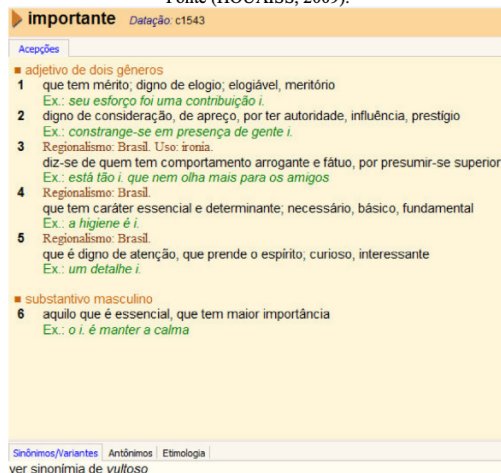 Fonte (HOUAISS, 2009).
importante Datação: c1543
Acepções
adjetivo de dois gêneros
1 que tem mérito; digno de elogio; elogiável, meritório
Ex.: seu esforço foi uma contribuição i.
2 digno de consideração, de apreço, por ter autoridade, influência, prestígio
Ex.: constrange-se em presença de gente i.
3 Regionalismo: Brasil. Uso: ironia.
diz-se de quem tem comportamento arrogante e fátuo, por presumir-se superior
Ex.: está tão i. que nem olha mais para os amigos
4 Regionalismo: Brasil.
que tem caráter essencial e determinante; necessário, básico, fundamental
Ex.: a higiene é i.
5 Regionalismo: Brasil.
que é digno de atenção, que prende o espírito; curioso, interessante
Ex.: um detalhe i.
substantivo masculino
6 aquilo que é essencial, que tem maior importância
Ex.: o i. é manter a calma
Sinônimos/Variantes Antônimos Etimologia
ver sinonímia de vultoso